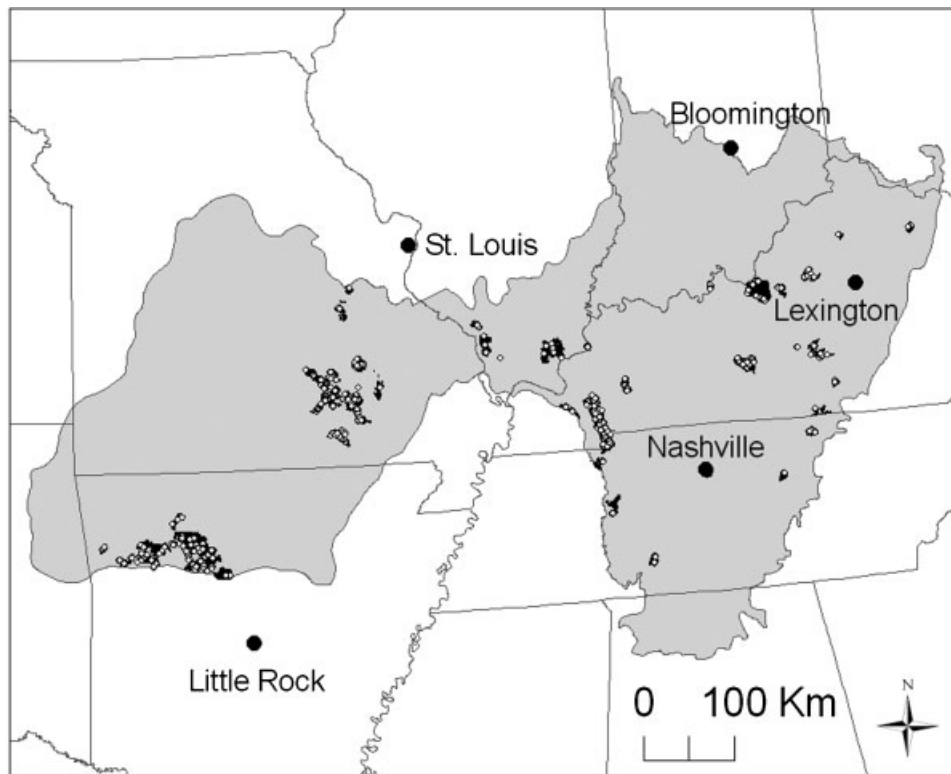 Bloomington
St. Louis
Lexington
Nashville
Little Rock
0 100 Km
N